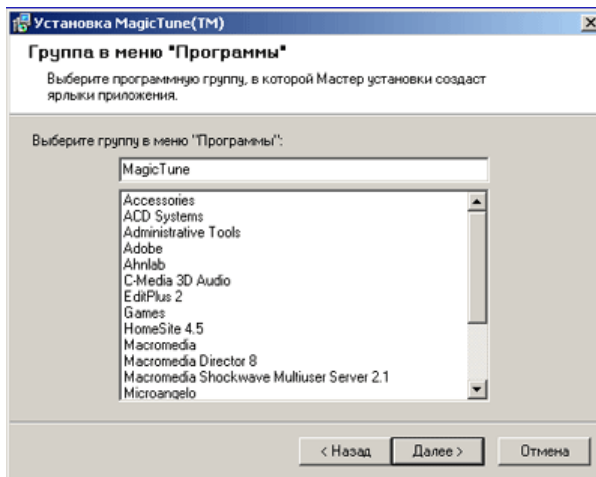 Установка MagicTune(TM)
Группа в меню "Программы"
Выберите программную группу, в которой Мастер установки создаст
ярлыки приложения.
Выберите группу в меню "Программы":
MagicTune
Accessories
ACD Systems
Administrative Tools
Adobe
Ahnlab
C-Media 3D Audio
EditPlus 2
Games
HomeSite 4.5
Macromedia
Macromedia Director 8
Macromedia Shockwave Multiuser Server 2.1
Microangelo
< Назад Далее > Отмена